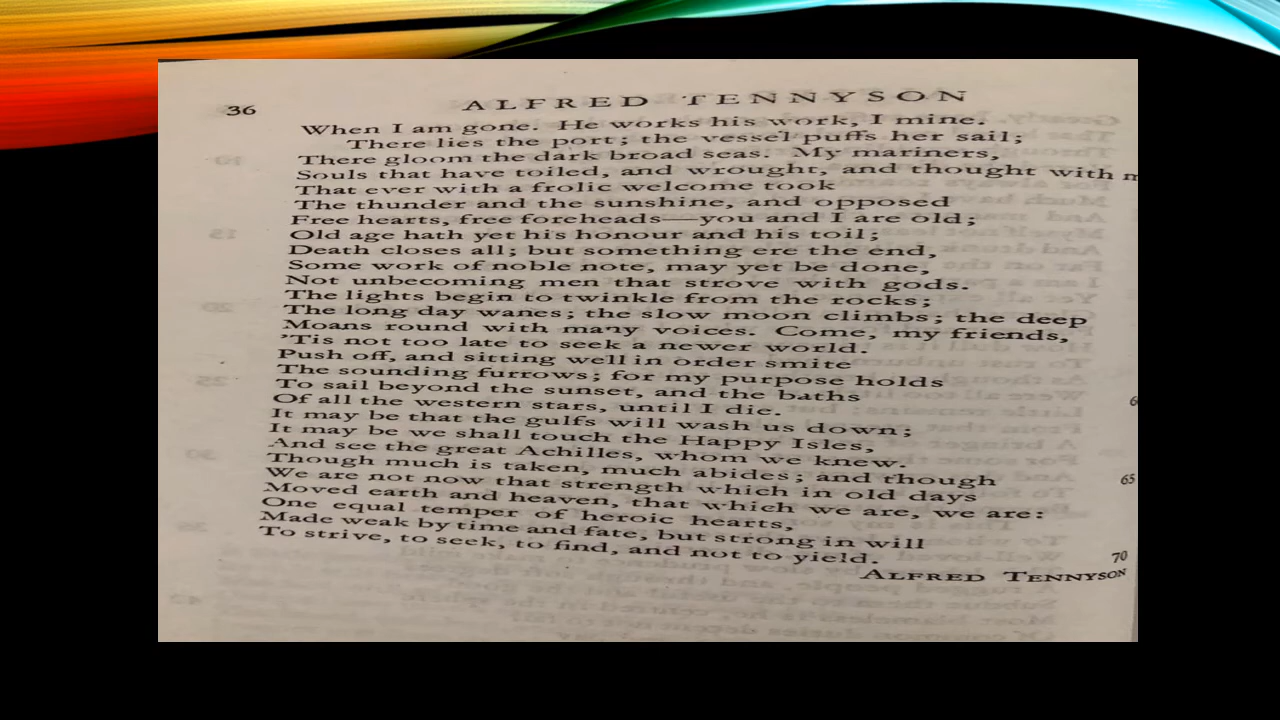 36
ALFRED TENNYSON
When I am gone. He works his work, I mine.
There lies the port; the vessel puffs her sail;
There gloom the dark broad seas. My mariners,
Souls that have toiled, and wrought, and thought with m
That ever with a frolic welcome took
The thunder and the sunshine, and opposed
Free hearts, free foreheads—you and I are old;
Old age hath yet his honour and his toil;
Death closes all; but something ere the end,
Some work of noble note, may yet be done,
Not unbecoming men that strove with gods.
The lights begin to twinkle from the rocks;
The long day wanes; the slow moon climbs; the deep
Moans round with many voices. Come, my friends,
'Tis not too late to seek a newer world.
Push off, and sitting well in order smite
The sounding furrows; for my purpose holds
To sail beyond the sunset, and the baths
Of all the western stars, until I die.
6
It may be that the gulfs will wash us down;
It may be we shall touch the Happy Isles,
And see the great Achilles, whom we knew.
Though much is taken, much abides; and though
65
We are not now that strength which in old days
Moved earth and heaven, that which we are, we are:
One equal temper of heroic hearts,
Made weak by time and fate, but strong in will
To strive, to seek, to find, and not to yield.
70
ALFRED TENNYSON